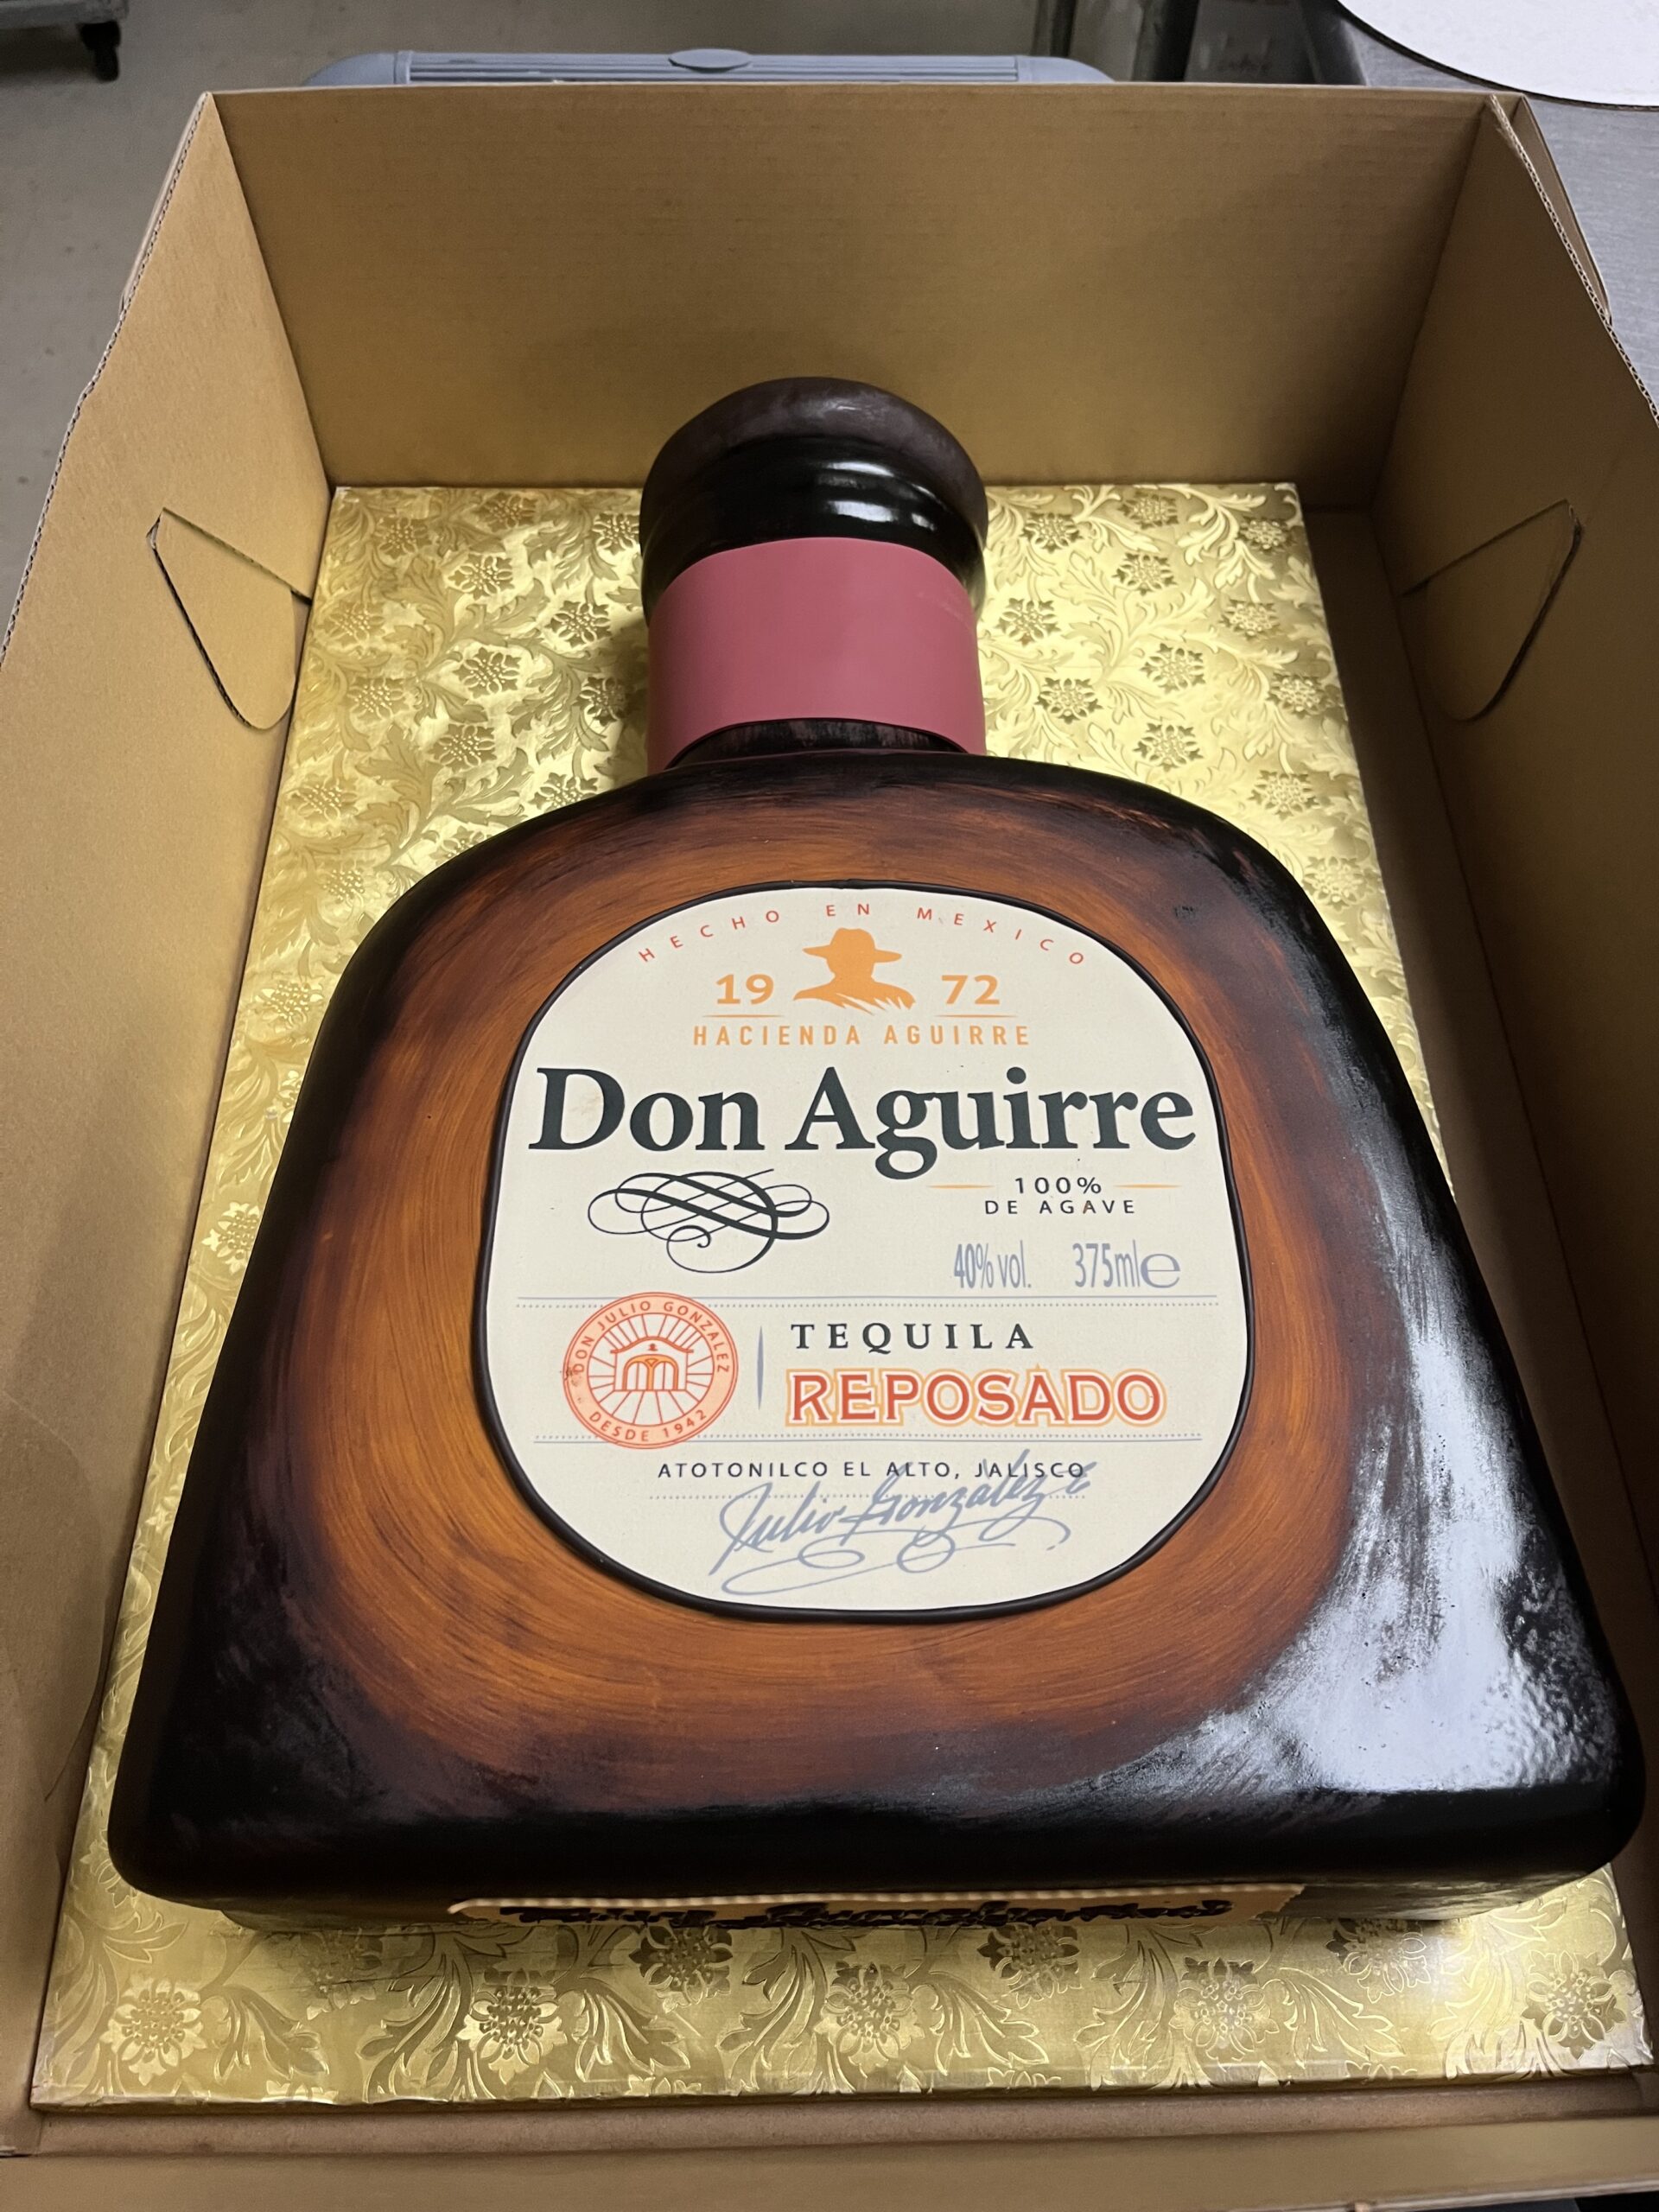 HECHO EN MEXICO
19 72
HACIENDA AGUIRRE
Don Aguirre
100%
DE AGAVE
40% vol. 375ml e
DON JULIO GONZALEZ
DESDE 1942
TEQUILA
REPOSADO
ATOTONILCO EL ALTO, JALISCO
Julio Gonzalez E